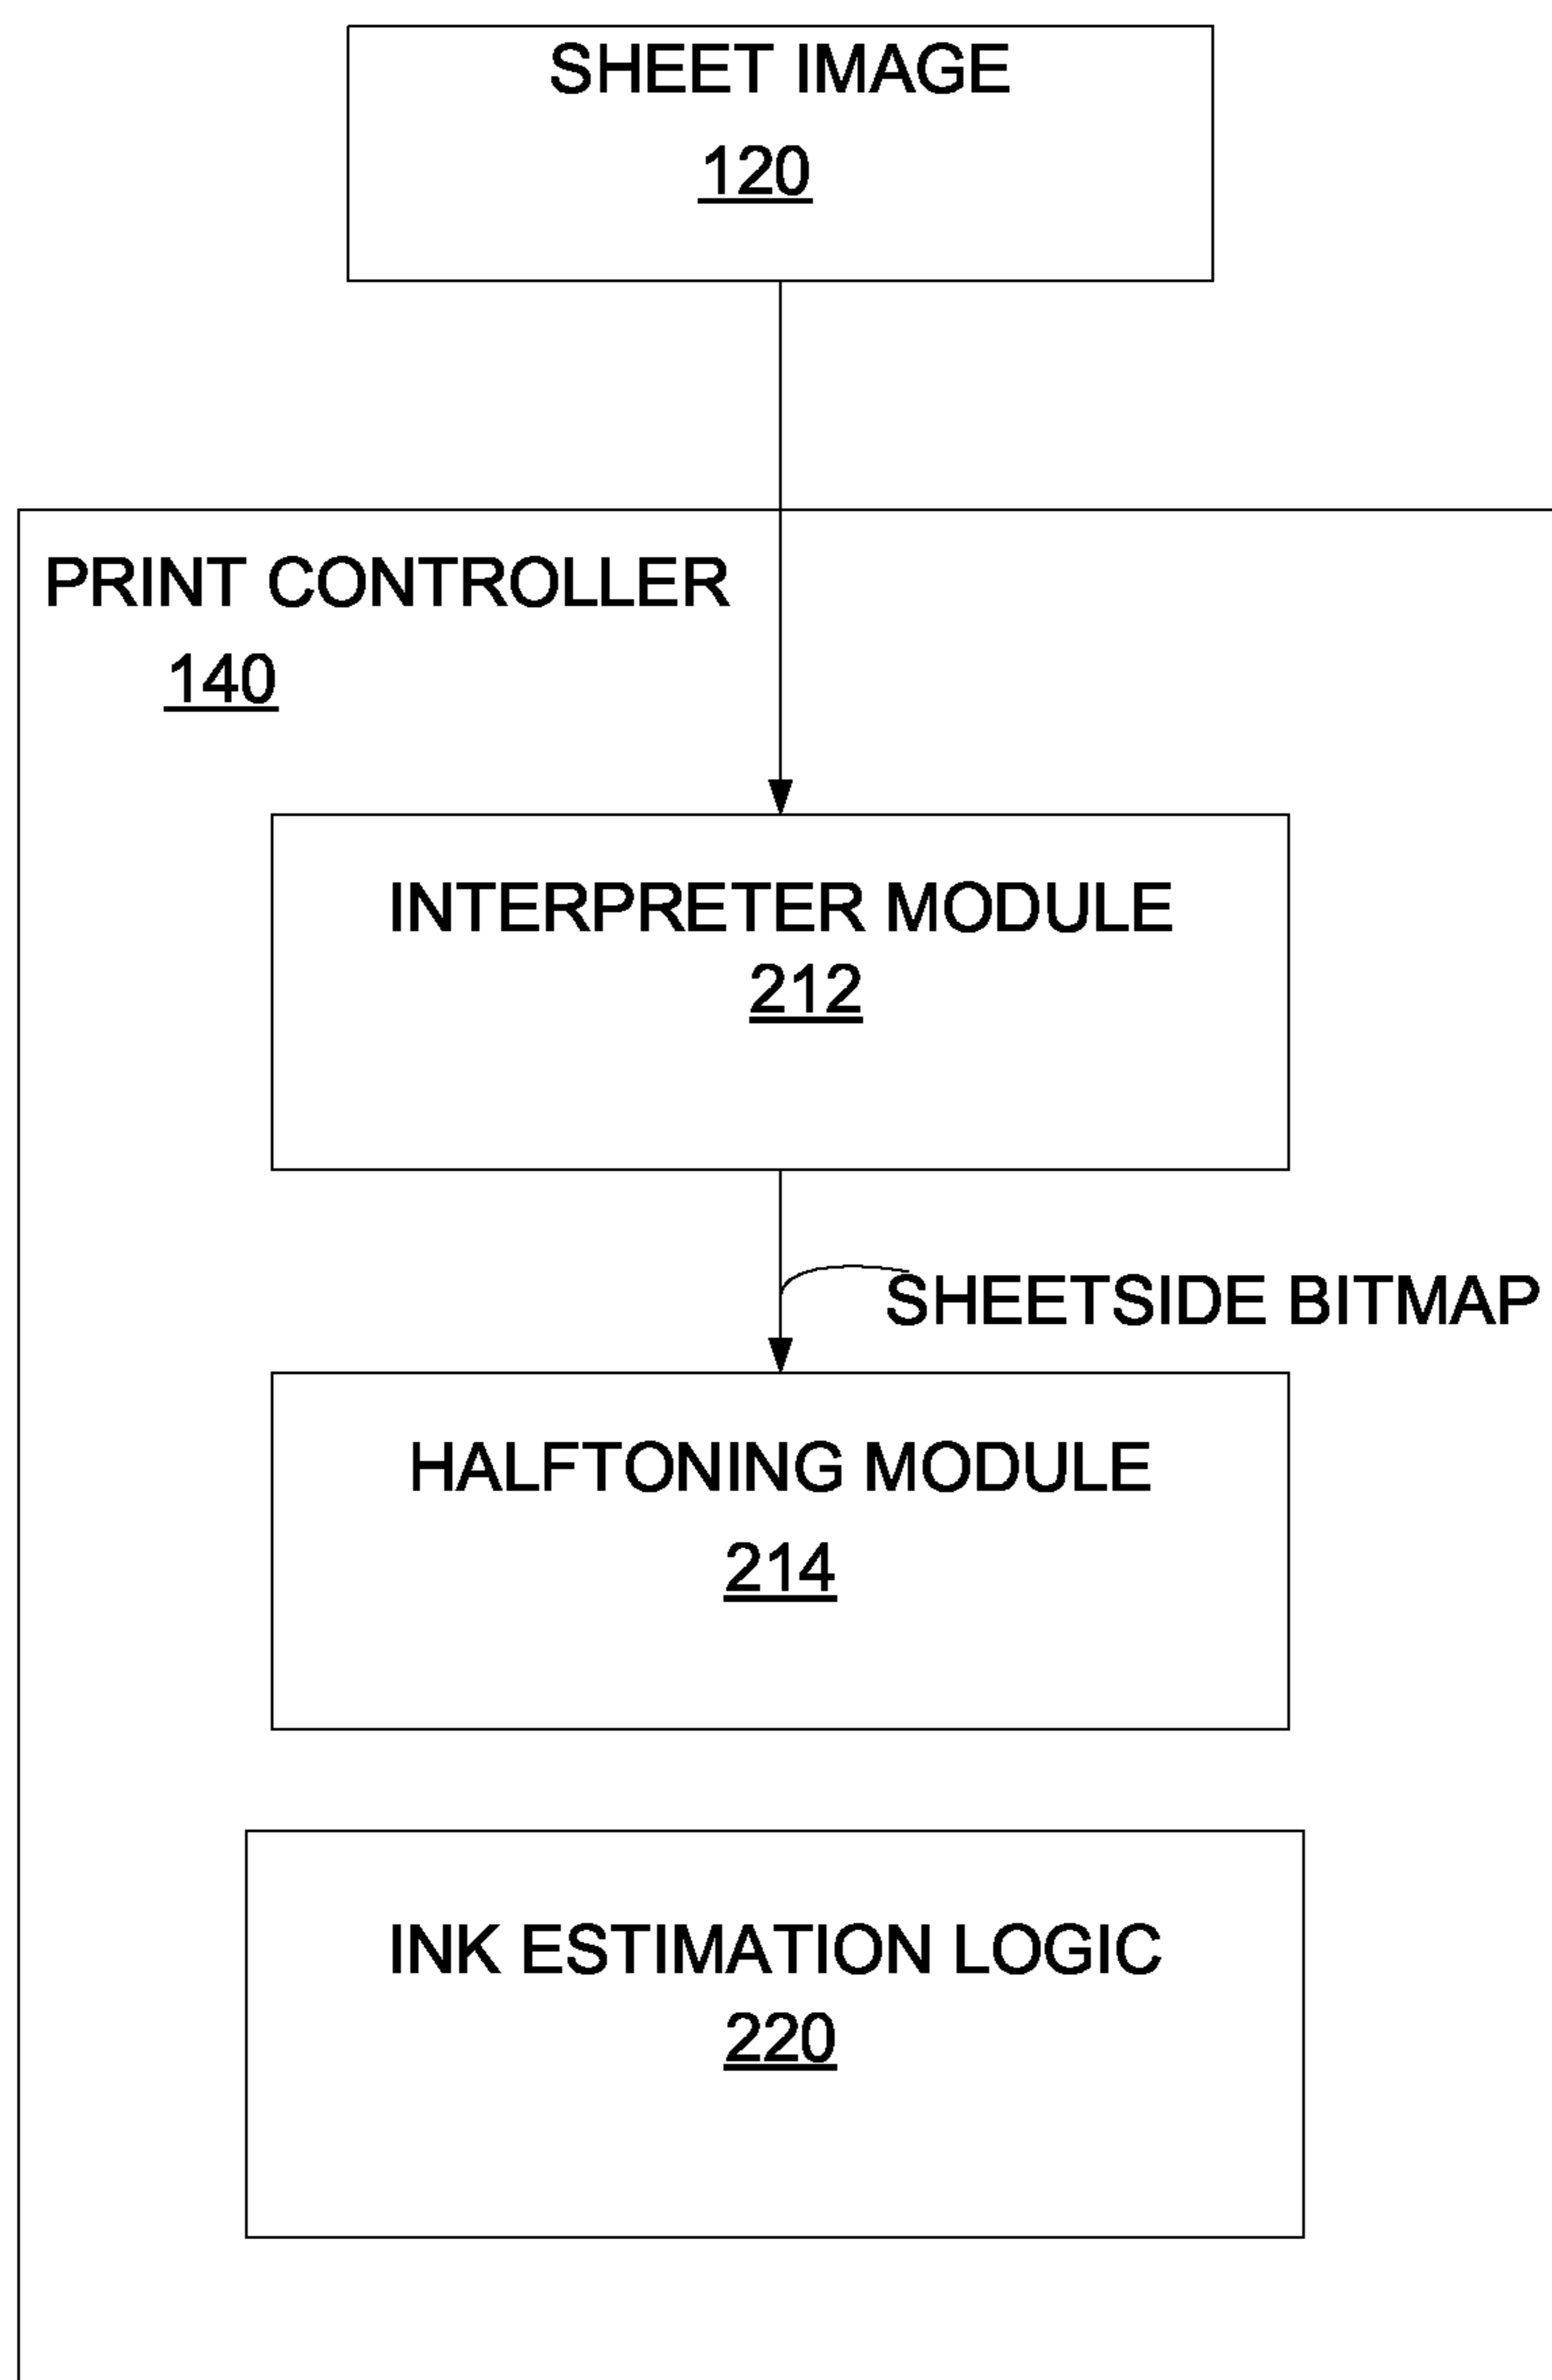 SHEET IMAGE
120
PRINT CONTROLLER
140
INTERPRETER MODULE
212
SHEETSIDE BITMAP
HALFTONING MODULE
214
INK ESTIMATION LOGIC
220